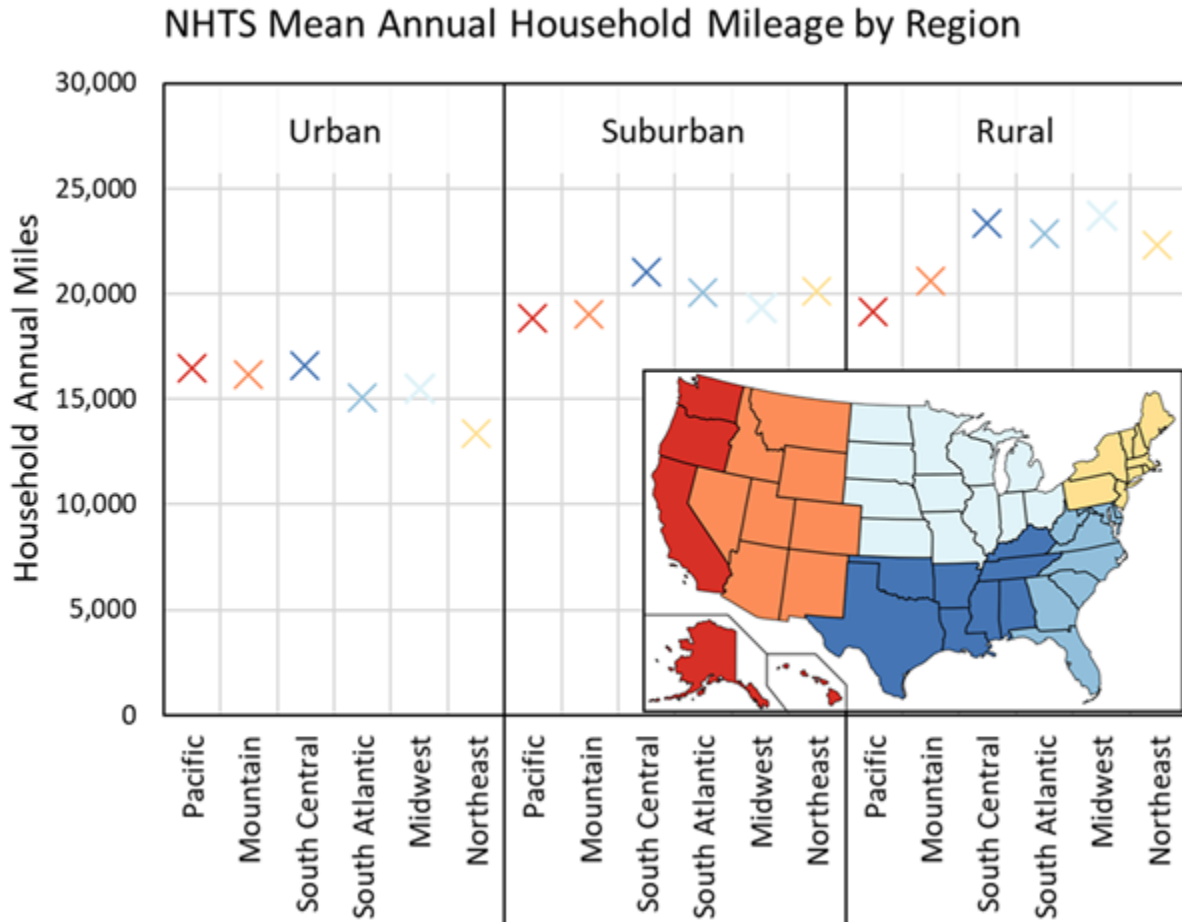 NHTS Mean Annual Household Mileage by Region
Household Annual Miles
30,000
25,000
20,000
15,000
10,000
5,000
0
Urban
Suburban
Rural
Pacific
Mountain
South Central
South Atlantic
Midwest
Northeast
Pacific
Mountain
South Central
South Atlantic
Midwest
Northeast
Pacific
Mountain
South Central
South Atlantic
Midwest
Northeast